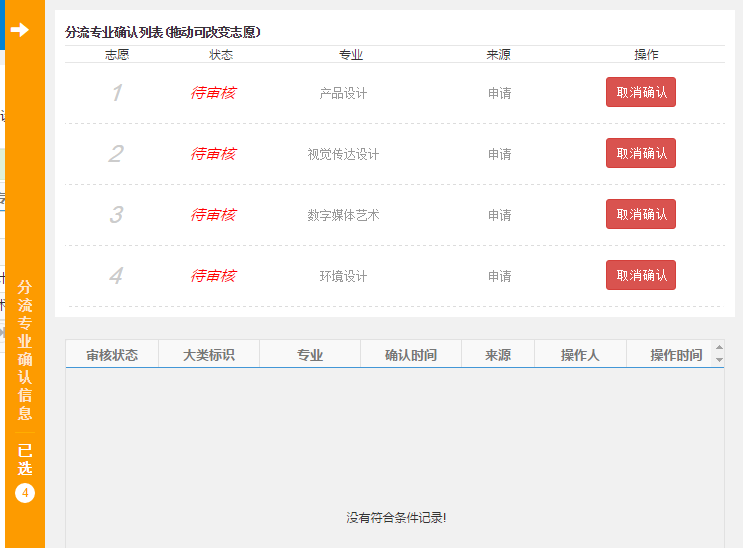 分流专业确认列表(拖动可改变志愿)
志愿 状态 专业 来源 操作
1 待审核 产品设计 申请 取消确认
2 待审核 视觉传达设计 申请 取消确认
3 待审核 数字媒体艺术 申请 取消确认
4 待审核 环境设计 申请 取消确认
分流专业确认信息
已选
4
审核状态 大类标识 专业 确认时间 来源 操作人 操作时间
没有符合条件记录!